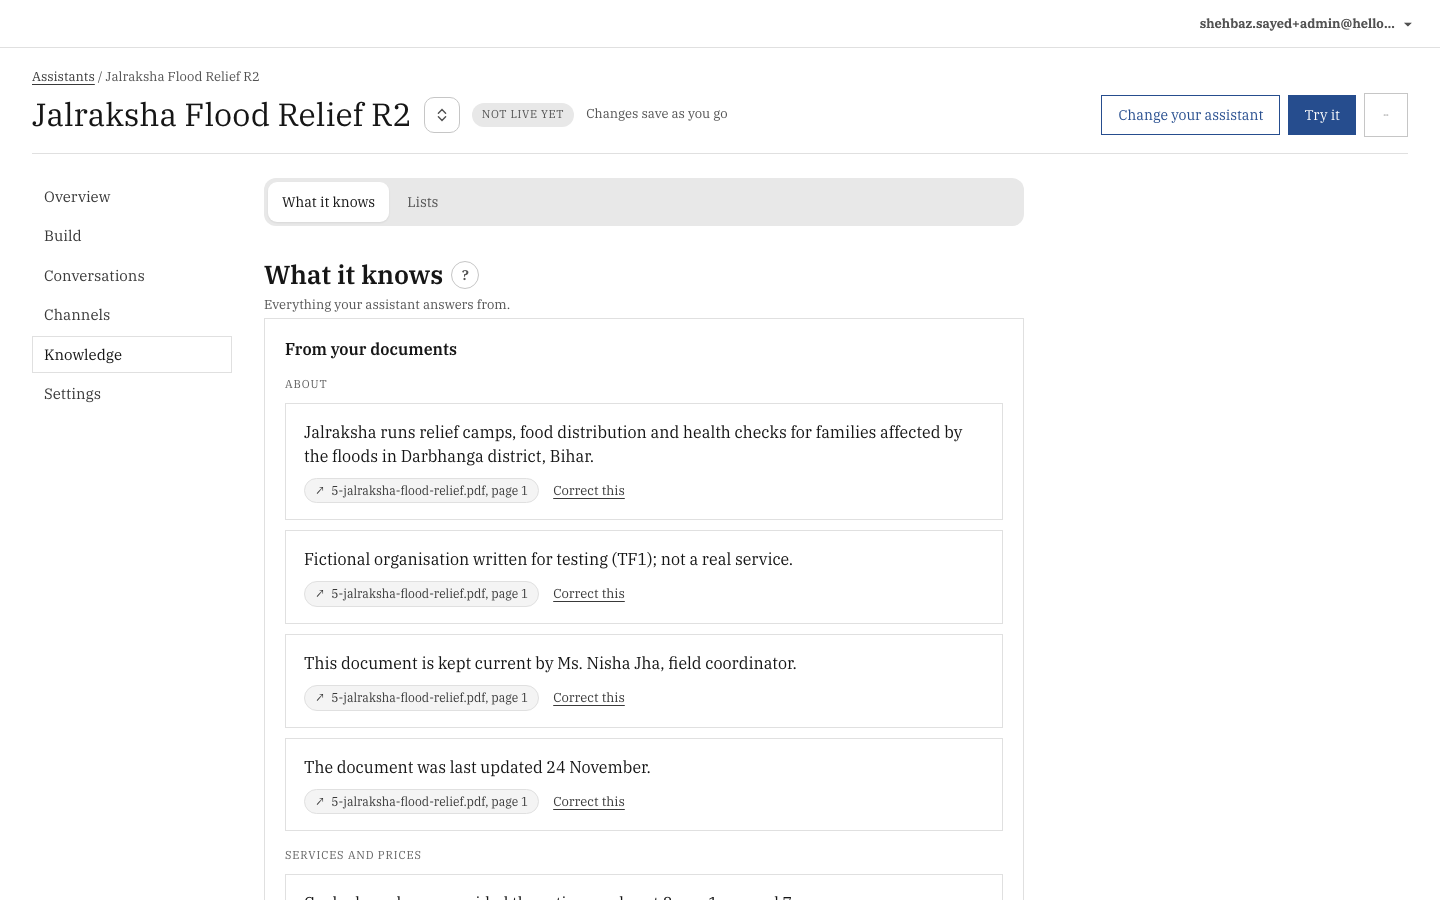 shehbaz.sayed+admin@hello...
Assistants / Jalraksha Flood Relief R2
Jalraksha Flood Relief R2
NOT LIVE YET
Changes save as you go
Change your assistant
Try it
Overview
Build
Conversations
Channels
Knowledge
Settings
What it knows
Lists
What it knows ?
Everything your assistant answers from.
From your documents
ABOUT
Jalraksha runs relief camps, food distribution and health checks for families affected by
the floods in Darbhanga district, Bihar.
↗ 5-jalraksha-flood-relief.pdf, page 1 Correct this
Fictional organisation written for testing (TF1); not a real service.
↗ 5-jalraksha-flood-relief.pdf, page 1 Correct this
This document is kept current by Ms. Nisha Jha, field coordinator.
↗ 5-jalraksha-flood-relief.pdf, page 1 Correct this
The document was last updated 24 November.
↗ 5-jalraksha-flood-relief.pdf, page 1 Correct this
SERVICES AND PRICES